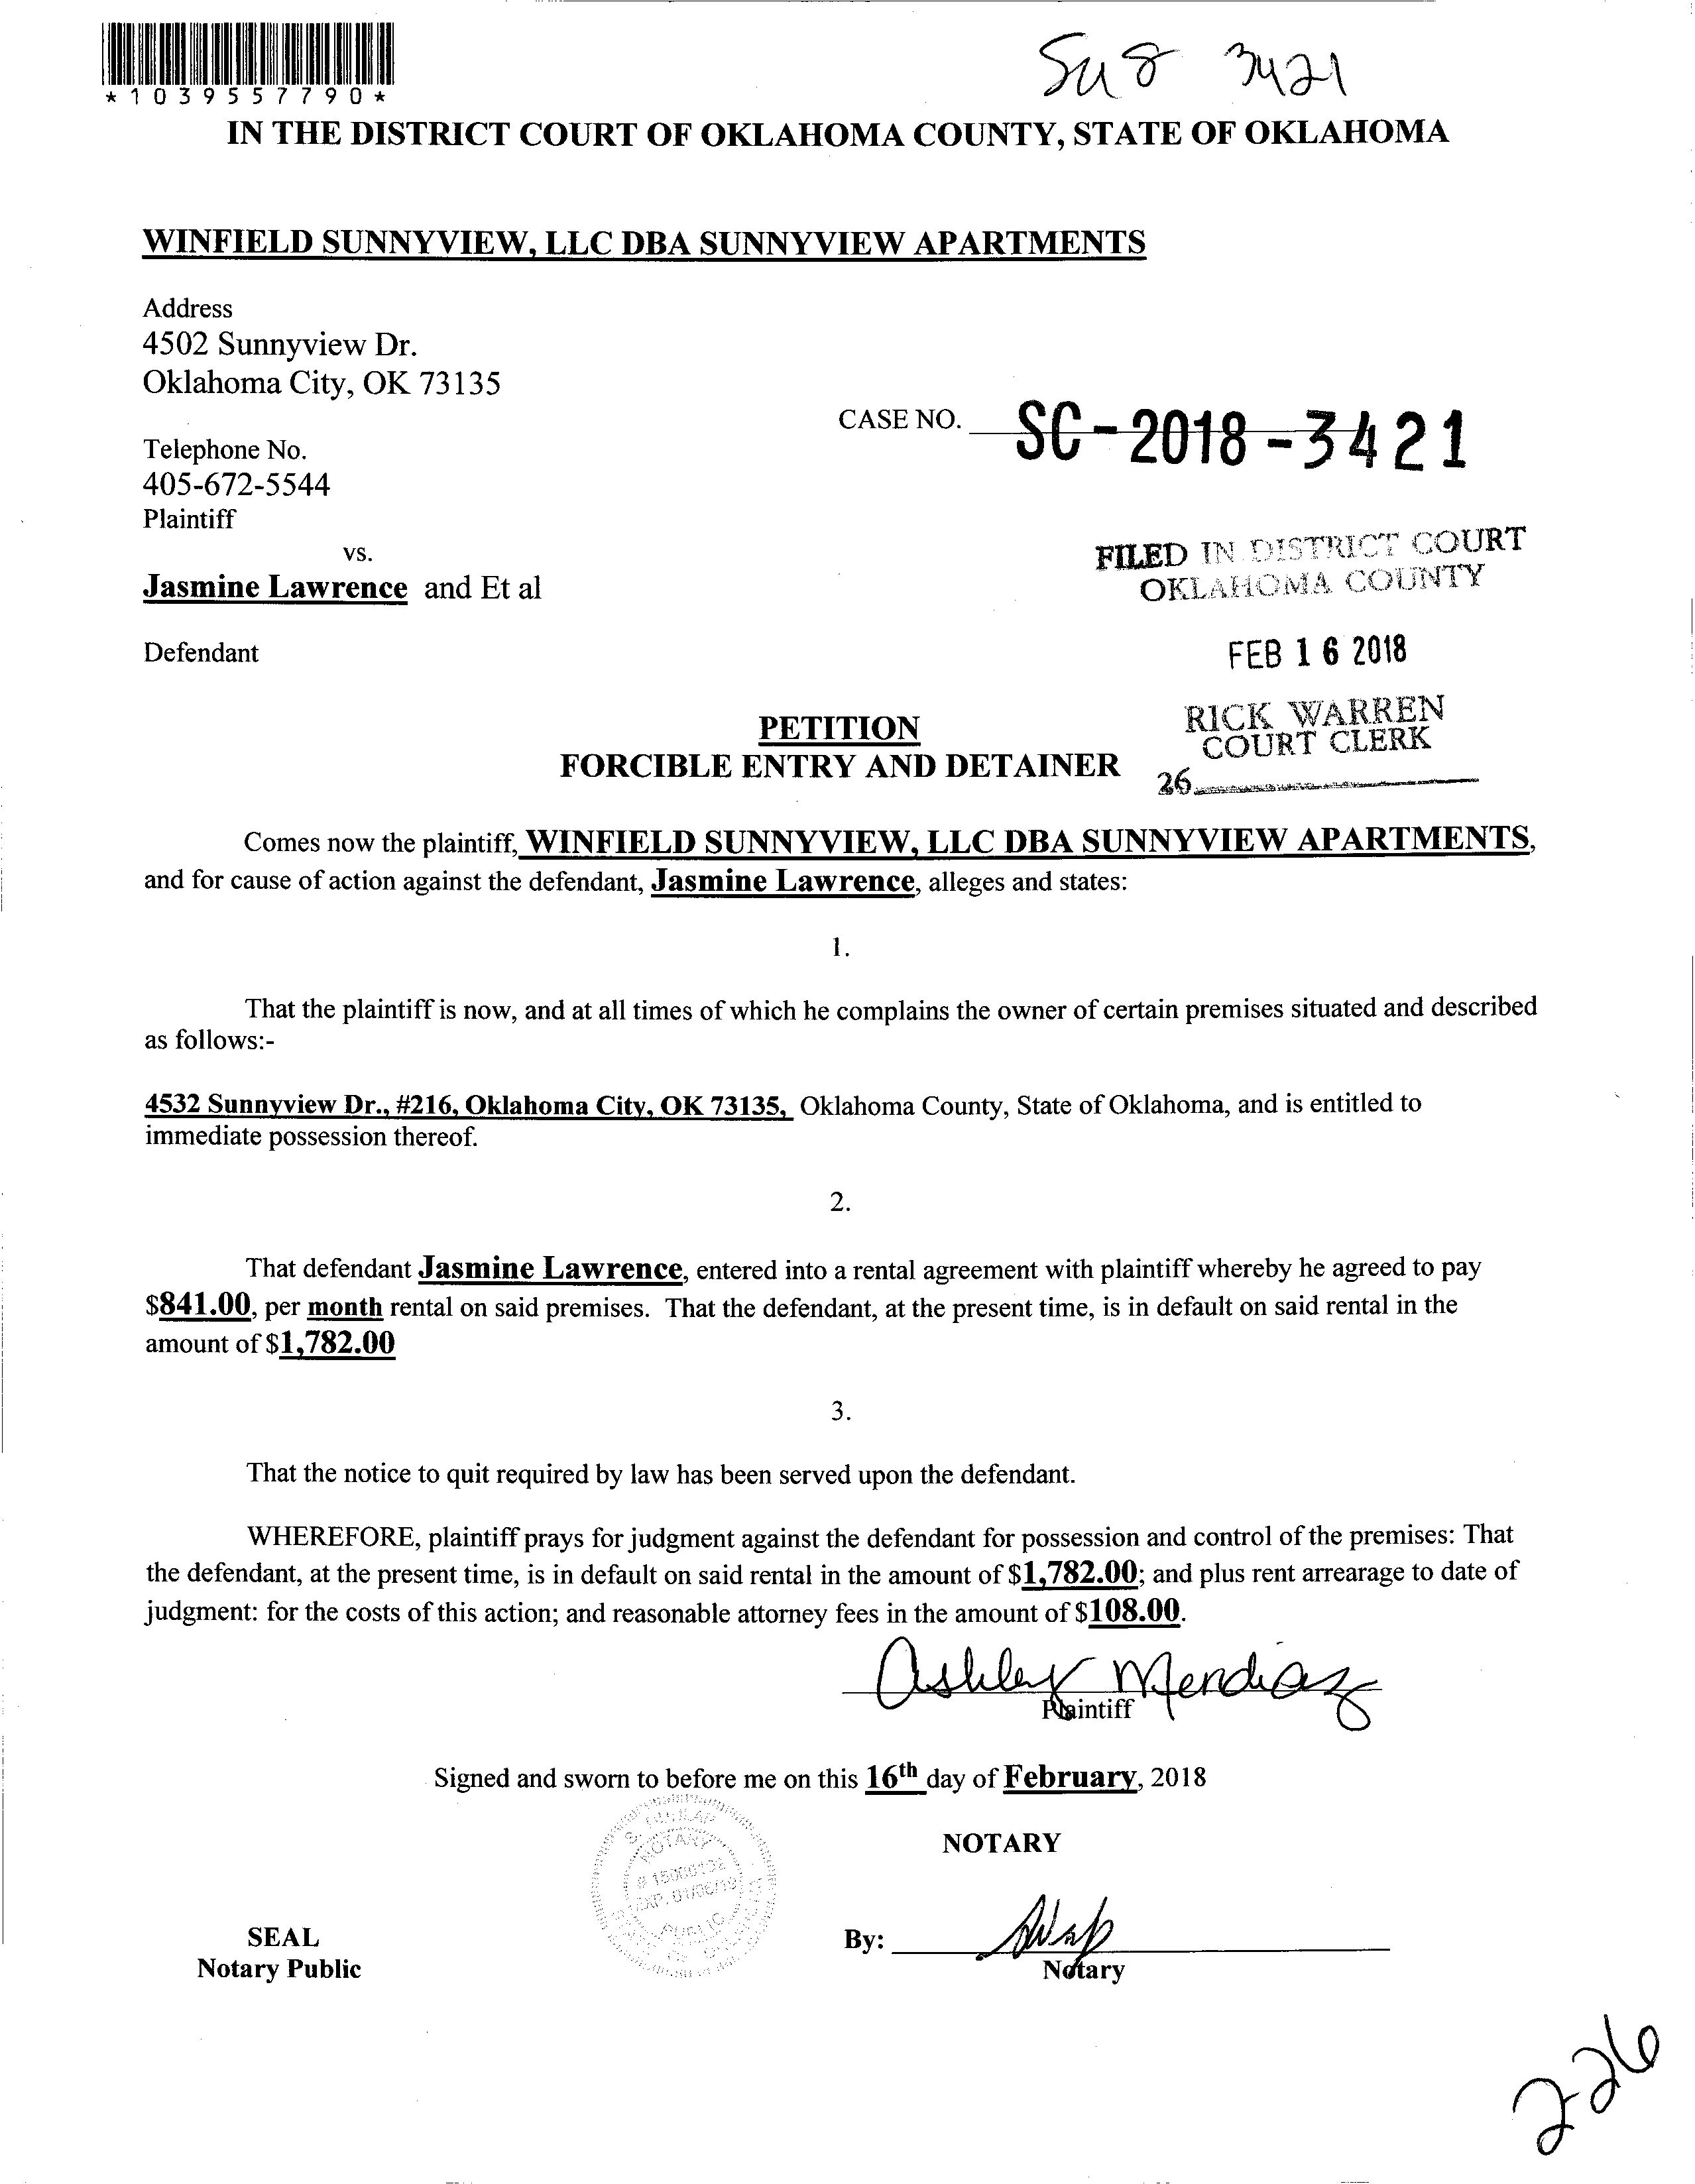 *1039557790*
3421
IN THE DISTRICT COURT OF OKLAHOMA COUNTY, STATE OF OKLAHOMA
WINFIELD SUNNYVIEW, LLC DBA SUNNYVIEW APARTMENTS
Address
4502 Sunnyview Dr.
Oklahoma City, OK 73135
CASE NO. SC-2018-3421
Telephone No.
405-672-5544
Plaintiff
vs.
FILED IN DISTRICT COURT
OKLAHOMA COUNTY
Jasmine Lawrence and Et al
Defendant
FEB 16 2018
RICK WARREN
COURT CLERK
26
PETITION
FORCIBLE ENTRY AND DETAINER
Comes now the plaintiff, WINFIELD SUNNYVIEW, LLC DBA SUNNYVIEW APARTMENTS,
and for cause of action against the defendant, Jasmine Lawrence, alleges and states:
1.
That the plaintiff is now, and at all times of which he complains the owner of certain premises situated and described
as follows:-
4532 Sunnyview Dr., #216, Oklahoma City, OK 73135, Oklahoma County, State of Oklahoma, and is entitled to
immediate possession thereof.
2.
That defendant Jasmine Lawrence, entered into a rental agreement with plaintiff whereby he agreed to pay
$841.00, per month rental on said premises. That the defendant, at the present time, is in default on said rental in the
amount of $1,782.00
3.
That the notice to quit required by law has been served upon the defendant.
WHEREFORE, plaintiff prays for judgment against the defendant for possession and control of the premises: That
the defendant, at the present time, is in default on said rental in the amount of $1,782.00; and plus rent arrearage to date of
judgment: for the costs of this action; and reasonable attorney fees in the amount of $108.00.
Ashley Mendiaz
Plaintiff
Signed and sworn to before me on this 16th day of February, 2018
NOTARY
NOTARY
PUBLIC
EXP. 01/06/19
SEAL
Notary Public
By:
Notary
226